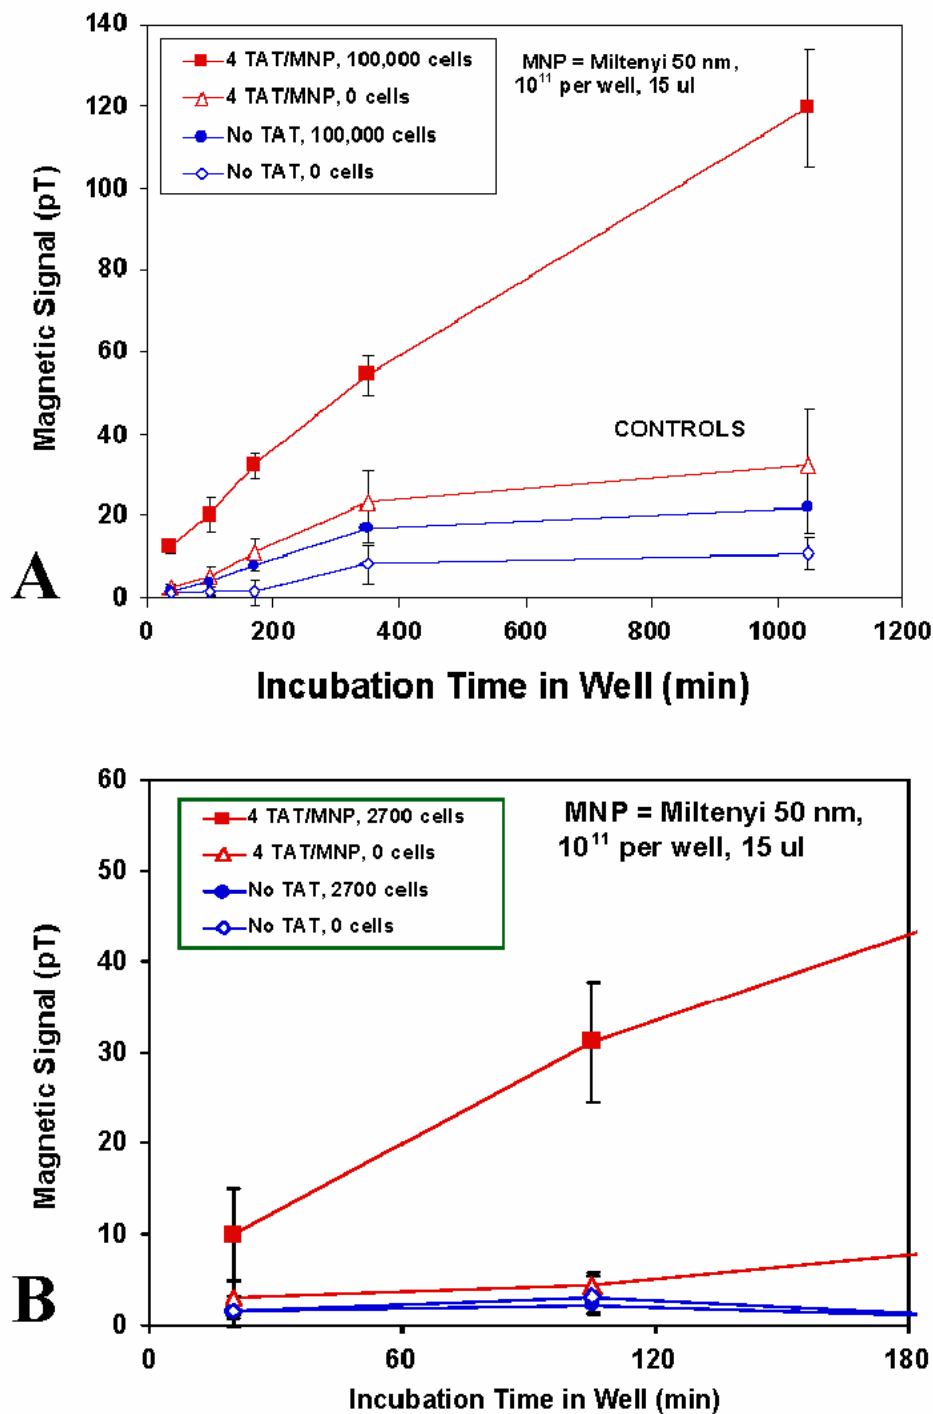 140
120
100
80
60
40
20
0
Magnetic Signal (pT)
4 TAT/MNP, 100,000 cells
4 TAT/MNP, 0 cells
No TAT, 100,000 cells
No TAT, 0 cells
MNP = Miltenyi 50 nm,
10¹¹ per well, 15 ul
CONTROLS
A
0 200 400 600 800 1000 1200
Incubation Time in Well (min)
60
50
40
30
20
10
0
Magnetic Signal (pT)
4 TAT/MNP, 2700 cells
4 TAT/MNP, 0 cells
No TAT, 2700 cells
No TAT, 0 cells
MNP = Miltenyi 50 nm,
10¹¹ per well, 15 ul
B
0 60 120 180
Incubation Time in Well (min)